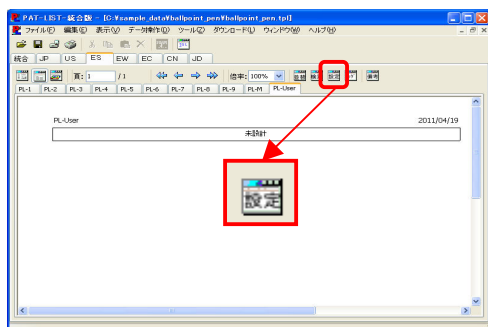 PAT-LIST-統合版 - [C:¥sample_data¥ballpoint_pen¥ballpoint_pen.tpl]
ファイル(F) 編集(E) 表示(V) データ操作(D) ツール(Z) ダウンロード(U) ウィンドウ(W) ヘルプ(H)
統合 JP US ES EW EC CN JD
頁: 1 /1 倍率: 100% 設定
PL-1 PL-2 PL-3 PL-4 PL-5 PL-6 PL-7 PL-8 PL-9 PL-M PL-User
PL-User 2011/04/19
未設計
設定